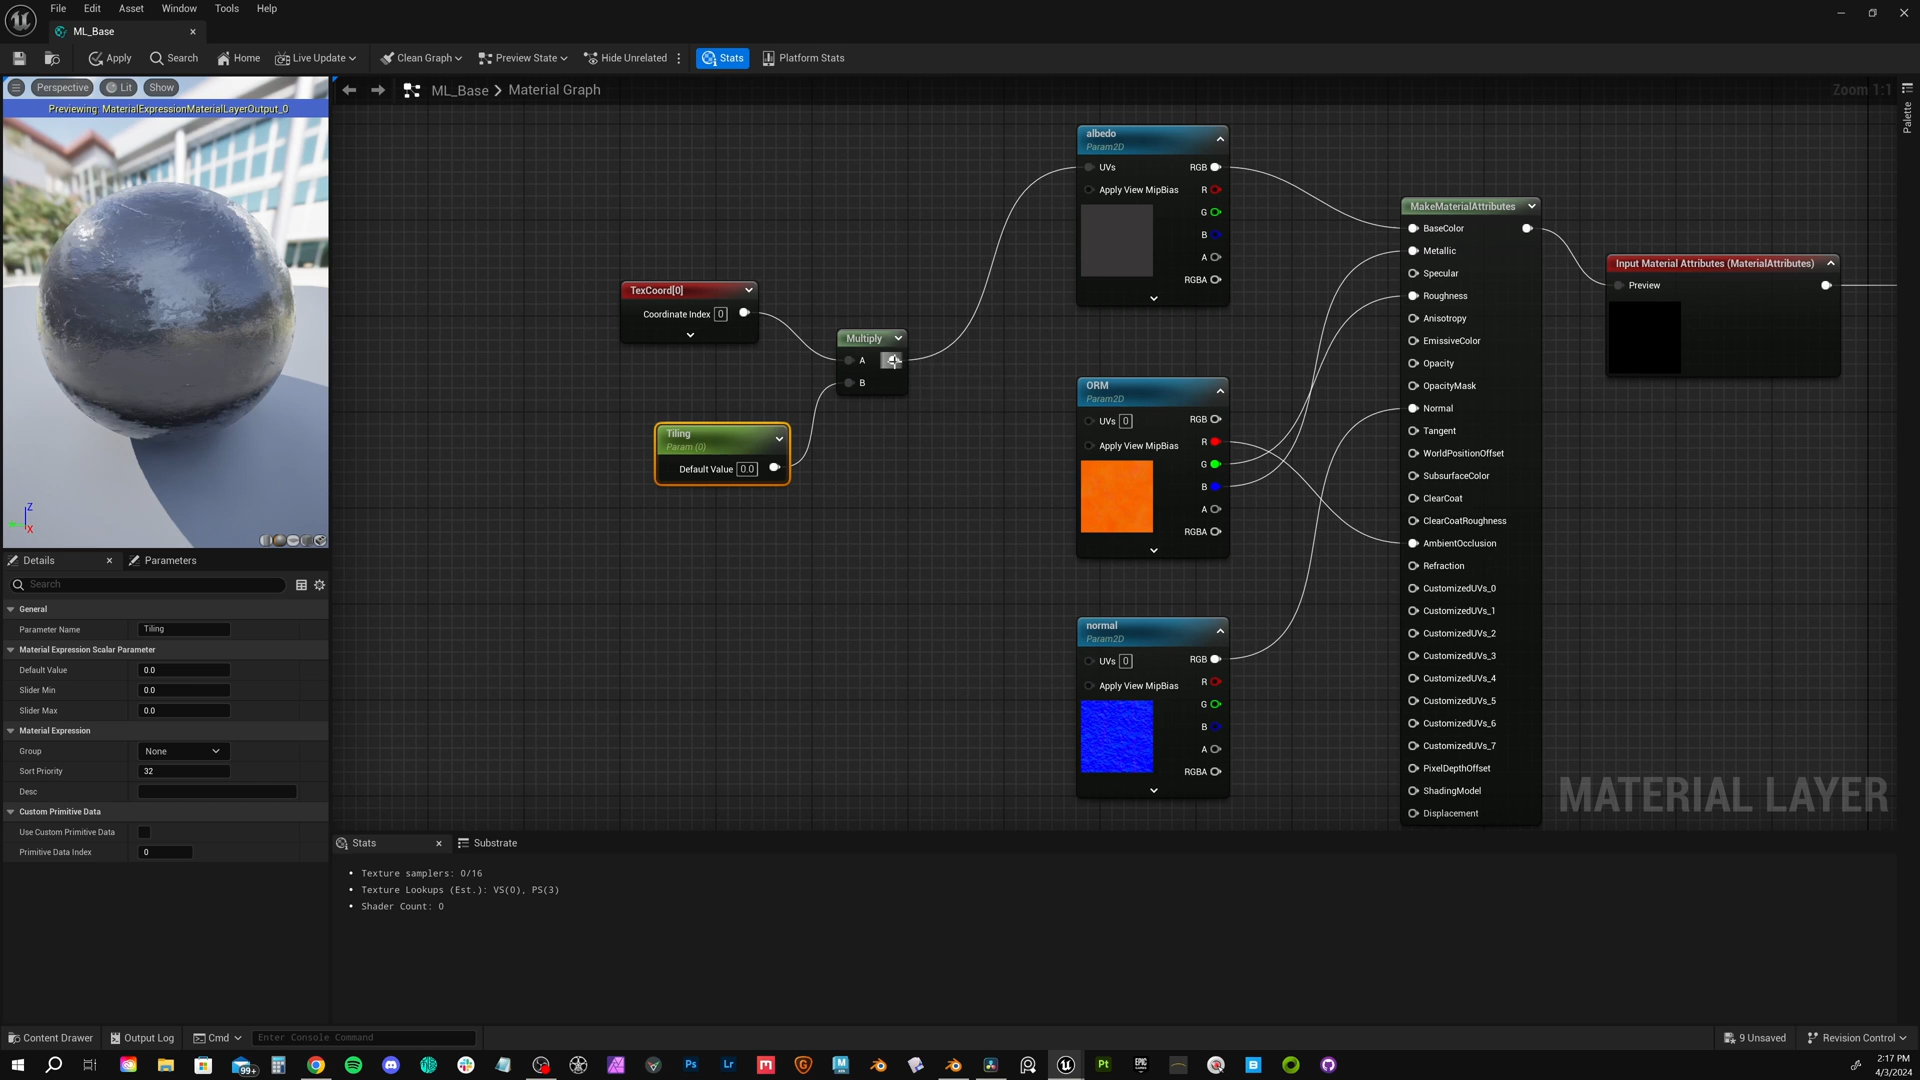 File Edit Asset Window Tools Help
ML_Base
Apply Search Home Live Update Clean Graph Preview State Hide Unrelated Stats Platform Stats
Perspective Lit Show
Previewing: MaterialExpressionMaterialLayerOutput_0
ML_Base > Material Graph
Zoom 1:1
Palette
albedo
Param2D
UVs RGB
Apply View MipBias R
G
B
A
RGBA
TexCoord[0]
Coordinate Index 0
Multiply
A
B
Tiling
Param (0)
Default Value 0.0
ORM
Param2D
UVs 0 RGB
Apply View MipBias R
G
B
A
RGBA
normal
Param2D
UVs 0 RGB
Apply View MipBias R
G
B
A
RGBA
MakeMaterialAttributes
BaseColor
Metallic
Specular
Roughness
Anisotropy
EmissiveColor
Opacity
OpacityMask
Normal
Tangent
WorldPositionOffset
SubsurfaceColor
ClearCoat
ClearCoatRoughness
AmbientOcclusion
Refraction
CustomizedUVs_0
CustomizedUVs_1
CustomizedUVs_2
CustomizedUVs_3
CustomizedUVs_4
CustomizedUVs_5
CustomizedUVs_6
CustomizedUVs_7
PixelDepthOffset
ShadingModel
Displacement
Input Material Attributes (MaterialAttributes)
Preview
MATERIAL LAYER
Z
X
Details Parameters
Search
General
Parameter Name Tiling
Material Expression Scalar Parameter
Default Value 0.0
Slider Min 0.0
Slider Max 0.0
Material Expression
Group None
Sort Priority 32
Desc
Custom Primitive Data
Use Custom Primitive Data
Primitive Data Index 0
Stats Substrate
Texture samplers: 0/16
Texture Lookups (Est.): VS(0), PS(3)
Shader Count: 0
Content Drawer Output Log Cmd Enter Console Command
9 Unsaved Revision Control
99+
Ps Lr
Pt
EPIC
2:17 PM
4/3/2024